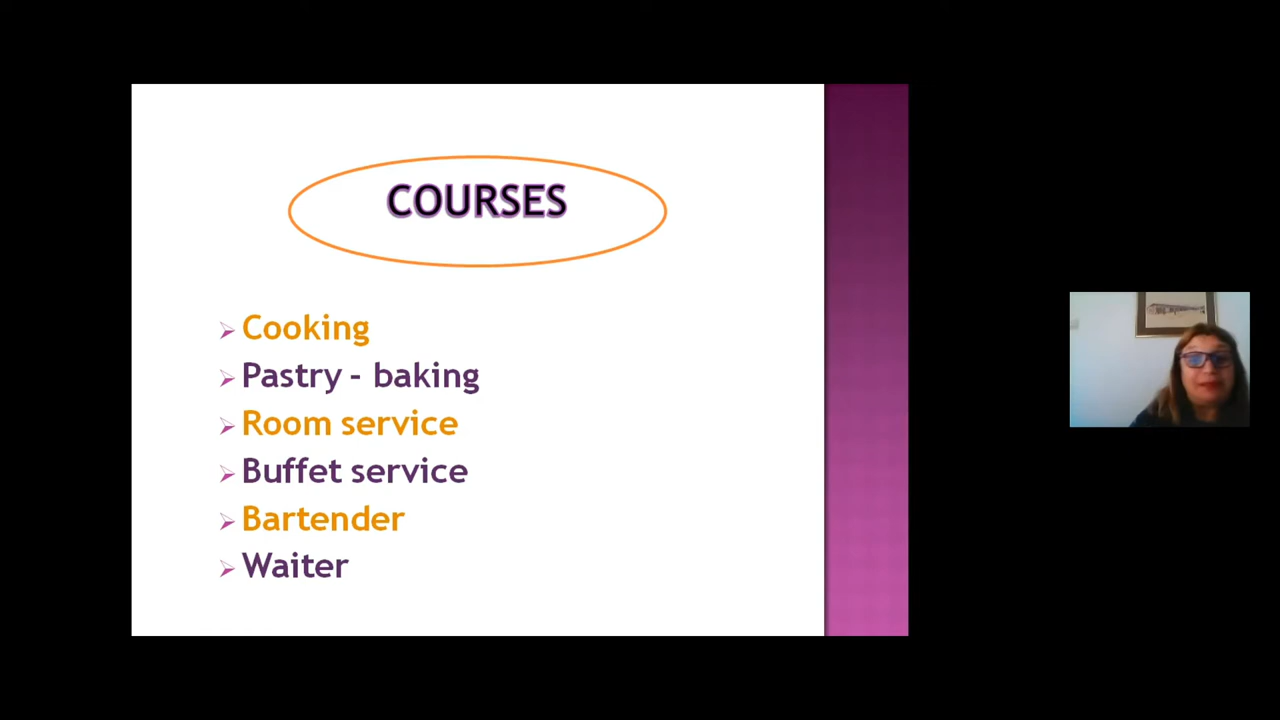 COURSES
Cooking
Pastry - baking
Room service
Buffet service
Bartender
Waiter